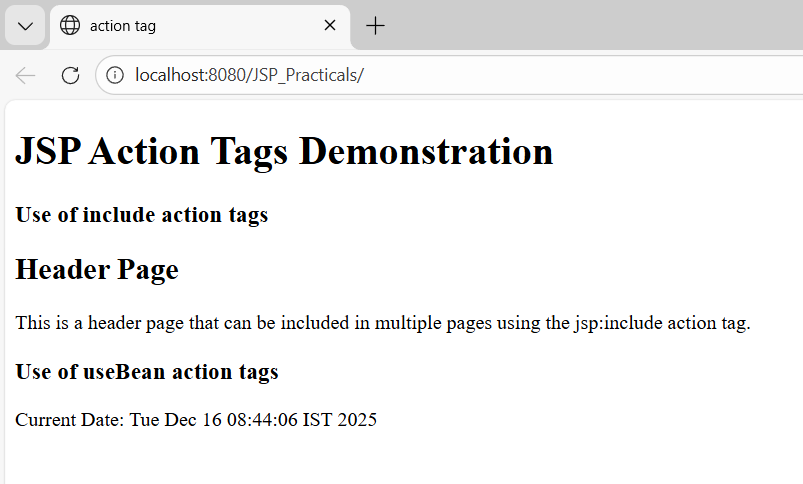 action tag
localhost:8080/JSP_Practicals/
JSP Action Tags Demonstration
Use of include action tags
Header Page
This is a header page that can be included in multiple pages using the jsp:include action tag.
Use of useBean action tags
Current Date: Tue Dec 16 08:44:06 IST 2025